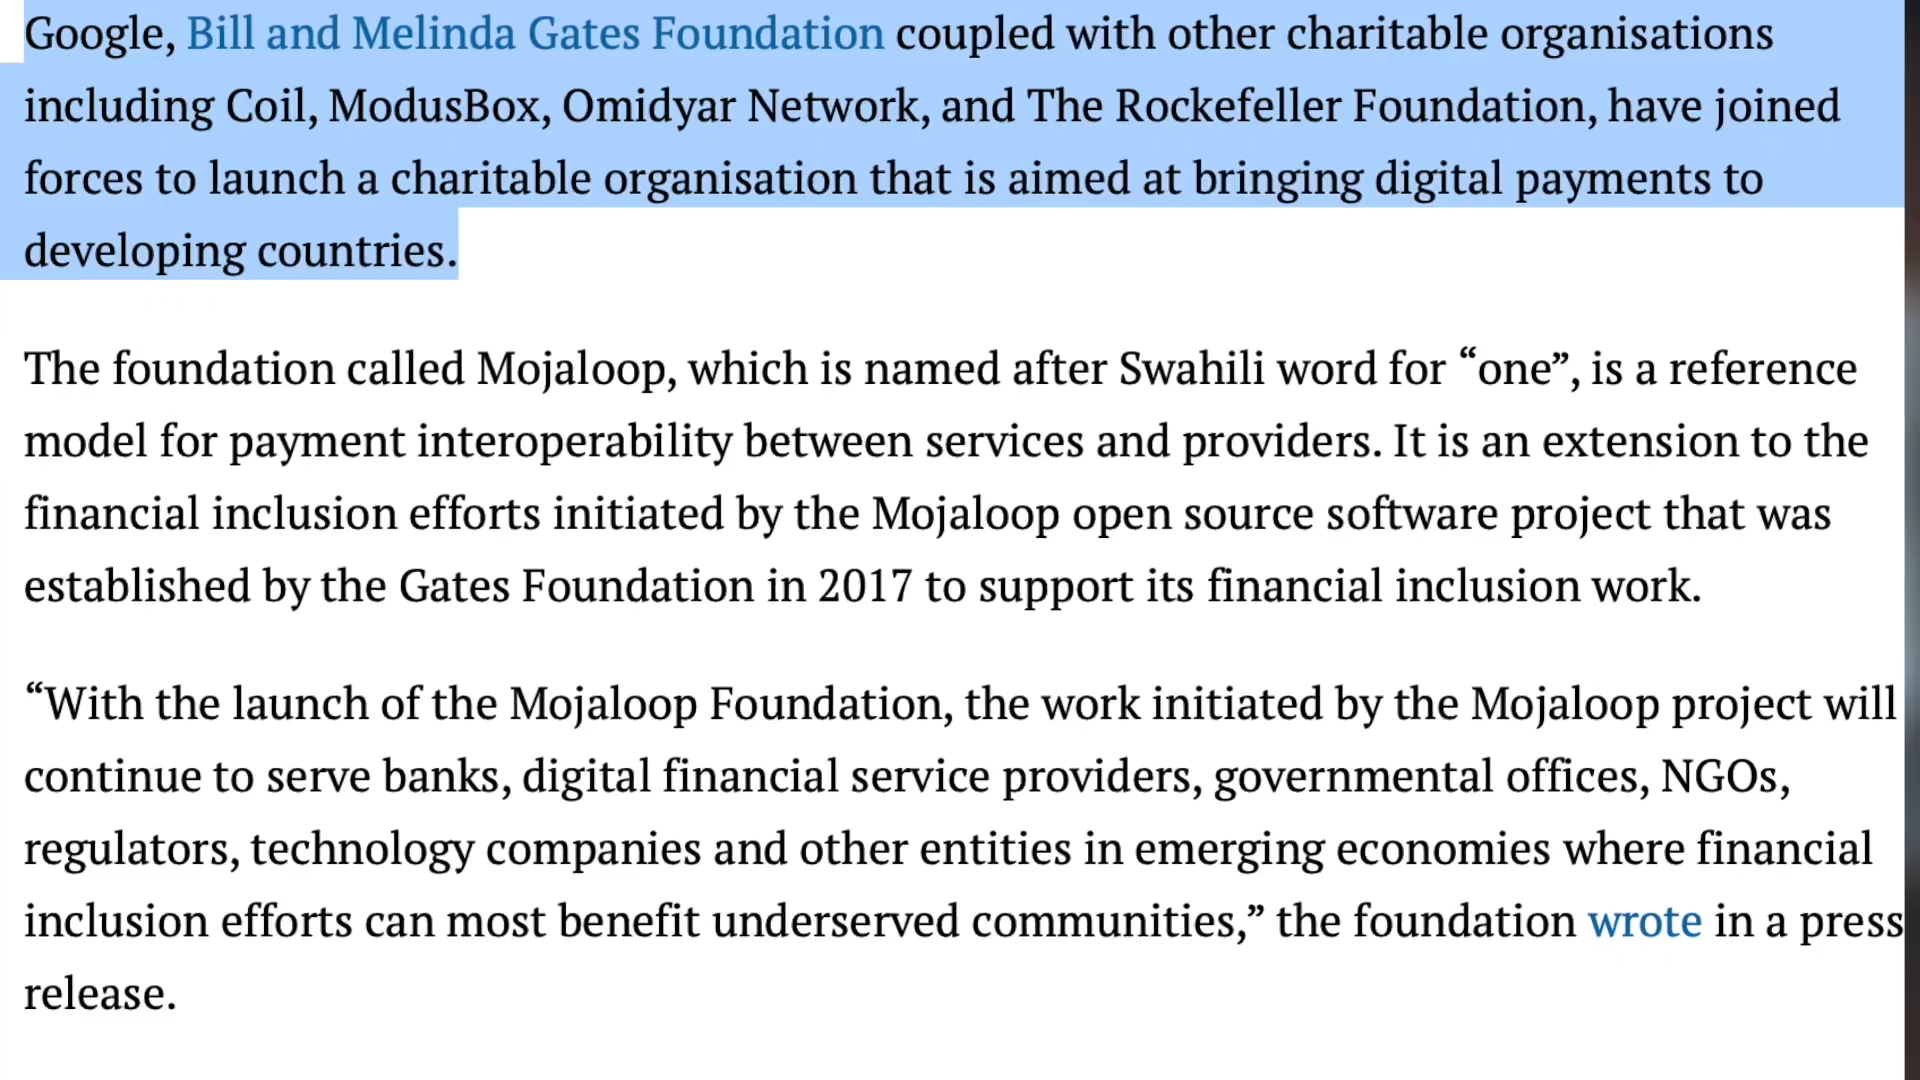 Google, Bill and Melinda Gates Foundation coupled with other charitable organisations
including Coil, ModusBox, Omidyar Network, and The Rockefeller Foundation, have joined
forces to launch a charitable organisation that is aimed at bringing digital payments to
developing countries.
The foundation called Mojaloop, which is named after Swahili word for “one”, is a reference
model for payment interoperability between services and providers. It is an extension to the
financial inclusion efforts initiated by the Mojaloop open source software project that was
established by the Gates Foundation in 2017 to support its financial inclusion work.
“With the launch of the Mojaloop Foundation, the work initiated by the Mojaloop project will
continue to serve banks, digital financial service providers, governmental offices, NGOs,
regulators, technology companies and other entities in emerging economies where financial
inclusion efforts can most benefit underserved communities,” the foundation wrote in a press
release.